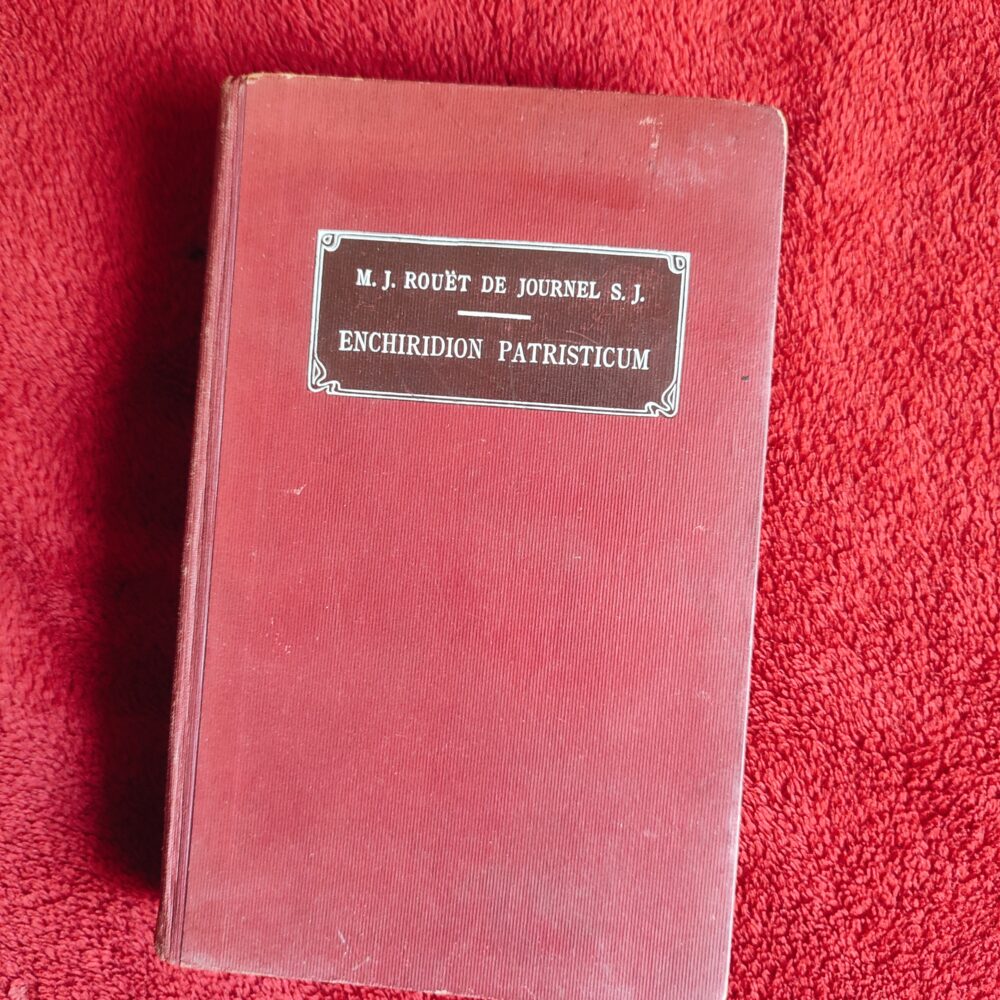 M. J. ROUËT DE JOURNEL S. J.
ENCHIRIDION PATRISTICUM